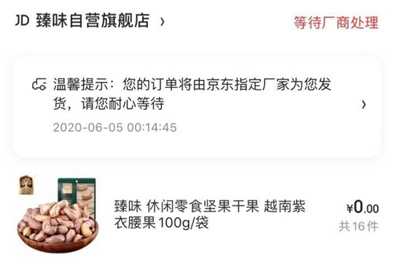 JD 臻味自营旗舰店 >
等待厂商处理
温馨提示：您的订单将由京东指定厂家为您发
货，请您耐心等待
2020-06-05 00:14:45
臻味 休闲零食坚果干果 越南紫
衣腰果100g/袋
¥0.00
共16件